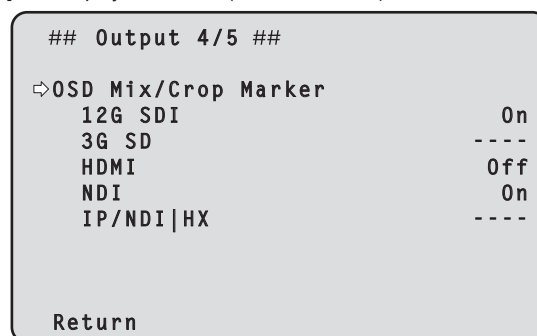 ## Output 4/5 ##
⇨OSD Mix/Crop Marker
12G SDI On
3G SD ----
HDMI Off
NDI On
IP/NDI|HX ----
Return